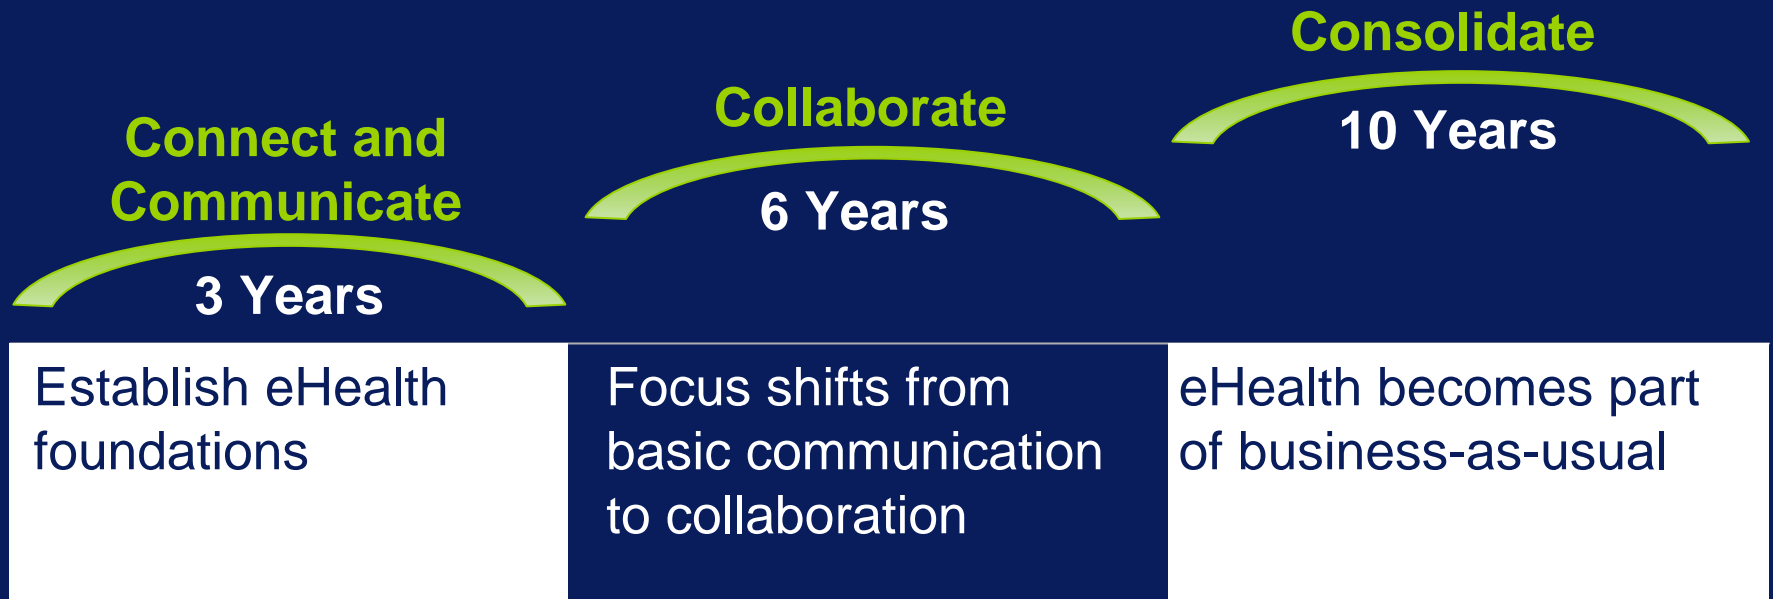 Connect and
Communicate
3 Years
Establish eHealth
foundations
Collaborate
6 Years
Focus shifts from
basic communication
to collaboration
Consolidate
10 Years
eHealth becomes part
of business-as-usual